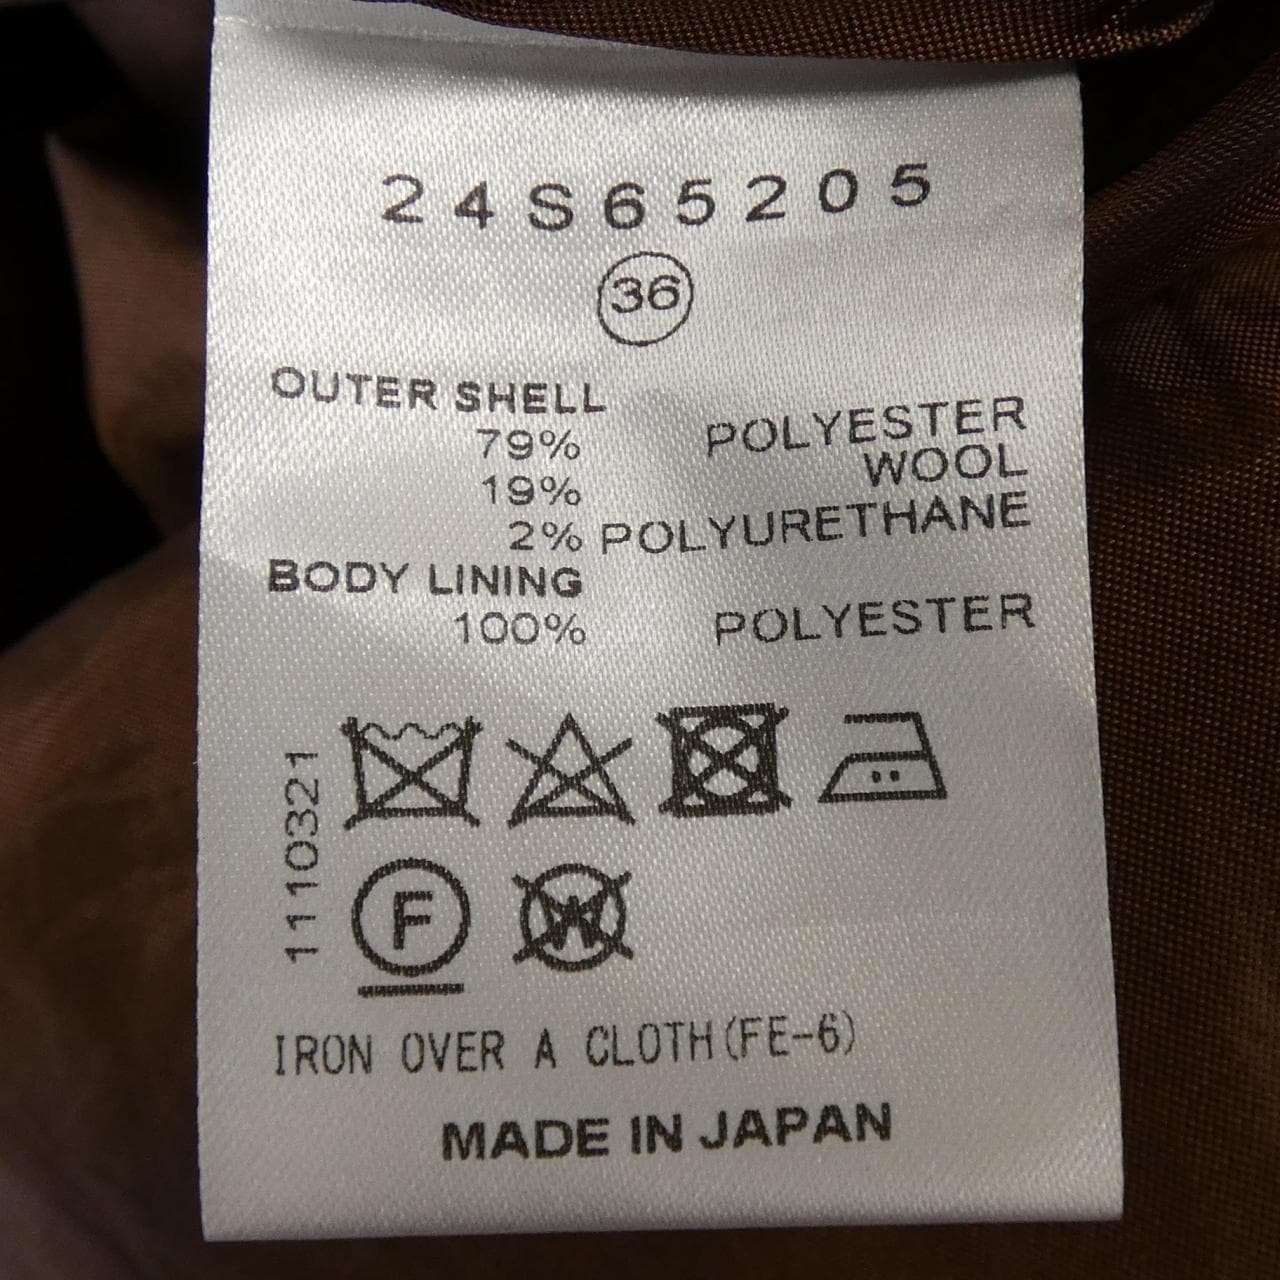 24S65205
36
OUTER SHELL
79% POLYESTER
19% WOOL
2% POLYURETHANE
BODY LINING
100% POLYESTER
1110321
F
W
IRON OVER A CLOTH(FE-6)
MADE IN JAPAN